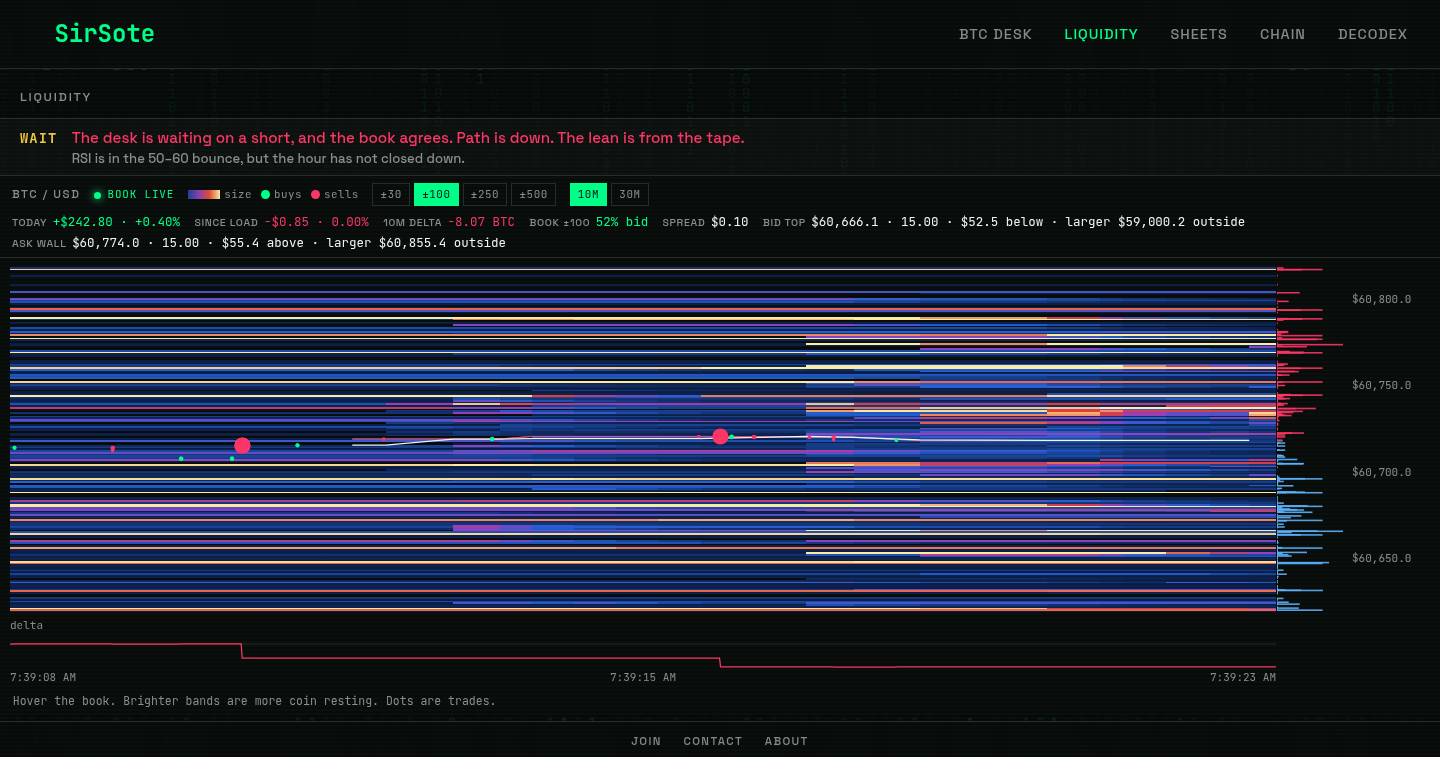 SirSote
BTC DESK LIQUIDITY SHEETS CHAIN DECODEX
LIQUIDITY
WAIT The desk is waiting on a short, and the book agrees. Path is down. The lean is from the tape.
RSI is in the 50–60 bounce, but the hour has not closed down.
BTC / USD BOOK LIVE size buys sells ±30 ±100 ±250 ±500 10M 30M
TODAY +$242.80 · +0.40% SINCE LOAD -$0.85 · 0.00% 10M DELTA -8.07 BTC BOOK ±100 52% bid SPREAD $0.10 BID TOP $60,666.1 · 15.00 · $52.5 below · larger $59,000.2 outside
ASK WALL $60,774.0 · 15.00 · $55.4 above · larger $60,855.4 outside
$60,800.0
$60,750.0
$60,700.0
$60,650.0
delta
7:39:08 AM 7:39:15 AM 7:39:23 AM
Hover the book. Brighter bands are more coin resting. Dots are trades.
JOIN CONTACT ABOUT